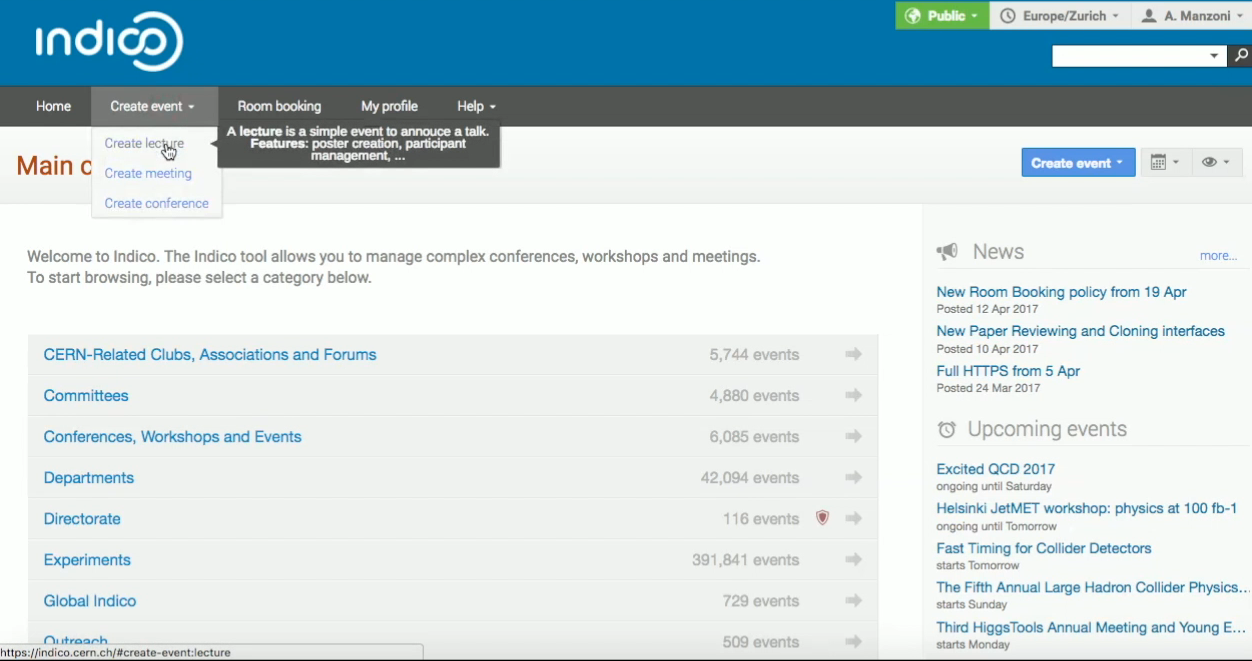 indico
Public
Europe/Zurich
A. Manzoni
Home
Create event
Room booking
My profile
Help
Create lecture
Create meeting
Create conference
A lecture is a simple event to annouce a talk.
Features: poster creation, participant
management, ...
Main c
Create event
Welcome to Indico. The Indico tool allows you to manage complex conferences, workshops and meetings.
To start browsing, please select a category below.
CERN-Related Clubs, Associations and Forums 5,744 events
Committees 4,880 events
Conferences, Workshops and Events 6,085 events
Departments 42,094 events
Directorate 116 events
Experiments 391,841 events
Global Indico 729 events
Outreach 509 events
News
more...
New Room Booking policy from 19 Apr
Posted 12 Apr 2017
New Paper Reviewing and Cloning interfaces
Posted 10 Apr 2017
Full HTTPS from 5 Apr
Posted 24 Mar 2017
Upcoming events
Excited QCD 2017
ongoing until Saturday
Helsinki JetMET workshop: physics at 100 fb-1
ongoing until Tomorrow
Fast Timing for Collider Detectors
starts Tomorrow
The Fifth Annual Large Hadron Collider Physics...
starts Sunday
Third HiggsTools Annual Meeting and Young E...
starts Monday
https://indico.cern.ch/#create-event:lecture